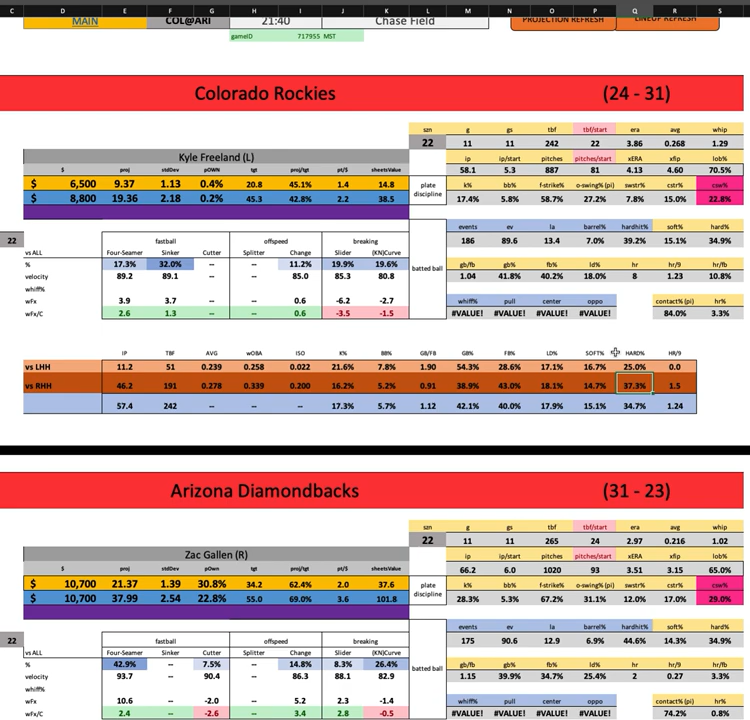 C D E F G H I J K L M N O P Q R S
MAIN COL@ARI 21:40 Chase Field PROJECTION REFRESH LINEUP REFRESH
gameID 717955 MST
Colorado Rockies (24 - 31)
szn g gs tbf tbf/start era avg whip
22 11 11 242 22 3.86 0.268 1.29
Kyle Freeland (L) ip ip/start pitches pitches/start xERA xfip lob%
$ proj stdDev pOWN tgt proj/tgt pt/$ sheetsValue 58.1 5.3 887 81 4.13 4.60 70.5%
$ 6,500 9.37 1.13 0.4% 20.8 45.1% 1.4 14.8 plate discipline k% bb% f-strike% o-swing% (pi) swstr% cstr% csw%
$ 8,800 19.36 2.18 0.2% 45.3 42.8% 2.2 38.5 17.4% 5.8% 58.7% 27.2% 7.8% 15.0% 22.8%
events ev la barrel% hardhit% soft% hard%
22 fastball offspeed breaking batted ball 186 89.6 13.4 7.0% 39.2% 15.1% 34.9%
vs ALL Four-Seamer Sinker Cutter Splitter Change Slider (KN)Curve
% 17.3% 32.0% -- -- 11.2% 19.9% 19.6% gb/fb gb% fb% ld% hr hr/9 hr/fb
velocity 89.2 89.1 -- -- 85.0 85.3 80.8 1.04 41.8% 40.2% 18.0% 8 1.23 10.8%
whiff%
wFx 3.9 3.7 0.6 -6.2 -2.7 whiff% pull center oppo contact% (pi) hr%
wFx/C 2.6 1.3 -- -- 0.6 -3.5 -1.5 #VALUE! #VALUE! #VALUE! #VALUE! 84.0% 3.3%
IP TBF AVG wOBA ISO K% BB% GB/FB GB% FB% LD% SOFT% HARD% HR/9
vs LHH 11.2 51 0.239 0.258 0.022 21.6% 7.8% 1.90 54.3% 28.6% 17.1% 16.7% 25.0% 0.0
vs RHH 46.2 191 0.278 0.339 0.200 16.2% 5.2% 0.91 38.9% 43.0% 18.1% 14.7% 37.3% 1.5
57.4 242 17.3% 5.7% 1.12 42.1% 40.0% 17.9% 15.1% 34.7% 1.24
Arizona Diamondbacks (31 - 23)
szn g gs tbf tbf/start era avg whip
22 11 11 265 24 2.97 0.216 1.02
Zac Gallen (R) ip ip/start pitches pitches/start xERA xfip lob%
$ proj stdDev pOwn tgt proj/tgt pt/$ sheetsValue 66.2 6.0 1020 93 3.51 3.15 65.0%
$ 10,700 21.37 1.39 30.8% 34.2 62.4% 2.0 37.6 plate discipline k% bb% f-strike% o-swing% (pi) swstr% cstr% csw%
$ 10,700 37.99 2.54 22.8% 55.0 69.0% 3.6 101.8 28.3% 5.3% 67.2% 31.1% 12.0% 17.0% 29.0%
events ev la barrel% hardhit% soft% hard%
22 fastball offspeed breaking batted ball 175 90.6 12.9 6.9% 44.6% 14.3% 34.9%
vs ALL Four-Seamer Sinker Cutter Splitter Change Slider (KN)Curve
% 42.9% -- 7.5% -- 14.8% 8.3% 26.4% gb/fb gb% fb% ld% hr hr/9 hr/fb
velocity 93.7 -- 90.4 -- 86.3 88.1 82.9 1.15 39.9% 34.7% 25.4% 2 0.27 3.3%
whiff%
wFx 10.6 -2.0 5.2 2.3 -1.4 whiff% pull center oppo contact% (pi) hr%
wFx/C 2.4 -- -2.6 -- 3.4 2.8 -0.5 #VALUE! #VALUE! #VALUE! #VALUE! 74.2% 0.8%